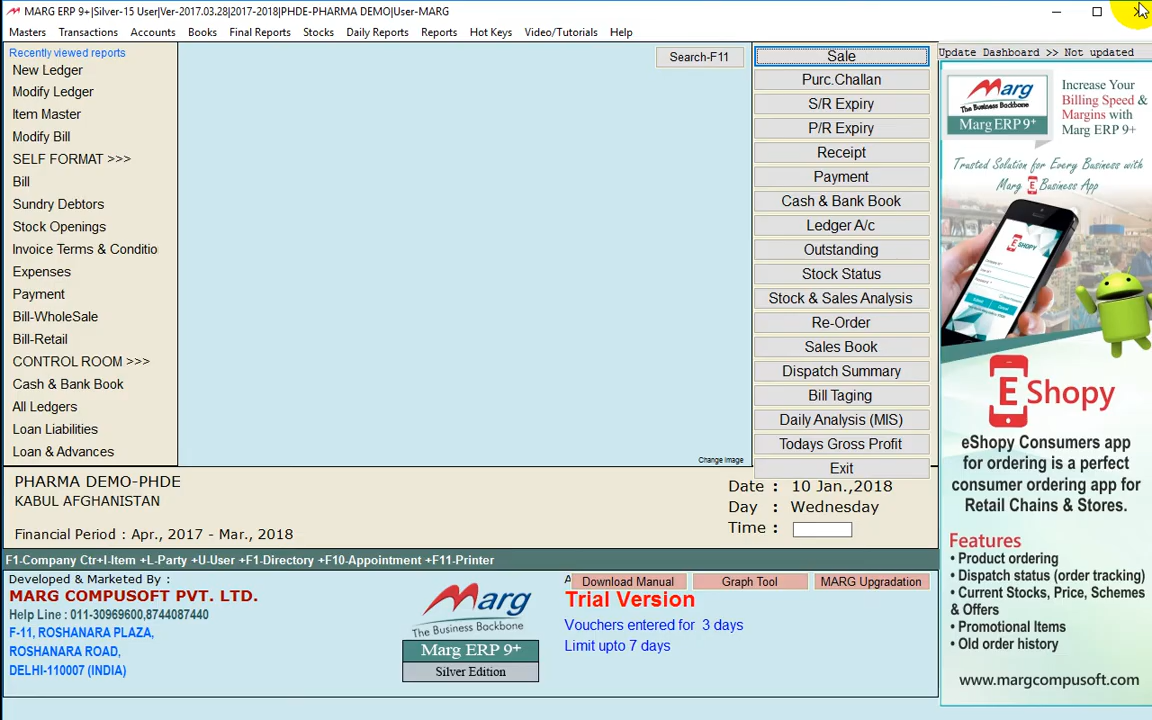 MARG ERP 9+|Silver-15 User|Ver-2017.03.28|2017-2018|PHDE-PHARMA DEMO|User-MARG
Masters Transactions Accounts Books Final Reports Stocks Daily Reports Reports Hot Keys Video/Tutorials Help
Recently viewed reports
New Ledger
Modify Ledger
Item Master
Modify Bill
SELF FORMAT >>>
Bill
Sundry Debtors
Stock Openings
Invoice Terms & Conditio
Expenses
Payment
Bill-WholeSale
Bill-Retail
CONTROL ROOM >>>
Cash & Bank Book
All Ledgers
Loan Liabilities
Loan & Advances
Search-F11
Change Image
Sale
Purc.Challan
S/R Expiry
P/R Expiry
Receipt
Payment
Cash & Bank Book
Ledger A/c
Outstanding
Stock Status
Stock & Sales Analysis
Re-Order
Sales Book
Dispatch Summary
Bill Taging
Daily Analysis (MIS)
Todays Gross Profit
Exit
Update Dashboard >> Not updated
Marg
The Business Backbone
Marg ERP 9+
Increase Your
Billing Speed &
Margins with
Marg ERP 9+
Trusted Solution for Every Business with
Marg E Business App
E Shopy
eShopy Consumers app
for ordering is a perfect
consumer ordering app for
Retail Chains & Stores.
Features
• Product ordering
• Dispatch status (order tracking)
• Current Stocks, Price, Schemes
& Offers
• Promotional Items
• Old order history
www.margcompusoft.com
PHARMA DEMO-PHDE
KABUL AFGHANISTAN
Financial Period : Apr., 2017 - Mar., 2018
Date : 10 Jan.,2018
Day : Wednesday
Time :
F1-Company Ctr+I-Item +L-Party +U-User +F1-Directory +F10-Appointment +F11-Printer
Developed & Marketed By :
MARG COMPUSOFT PVT. LTD.
Help Line : 011-30969600,8744087440
F-11, ROSHANARA PLAZA,
ROSHANARA ROAD,
DELHI-110007 (INDIA)
Marg
The Business Backbone
Marg ERP 9+
Silver Edition
Download Manual Graph Tool MARG Upgradation
Trial Version
Vouchers entered for 3 days
Limit upto 7 days